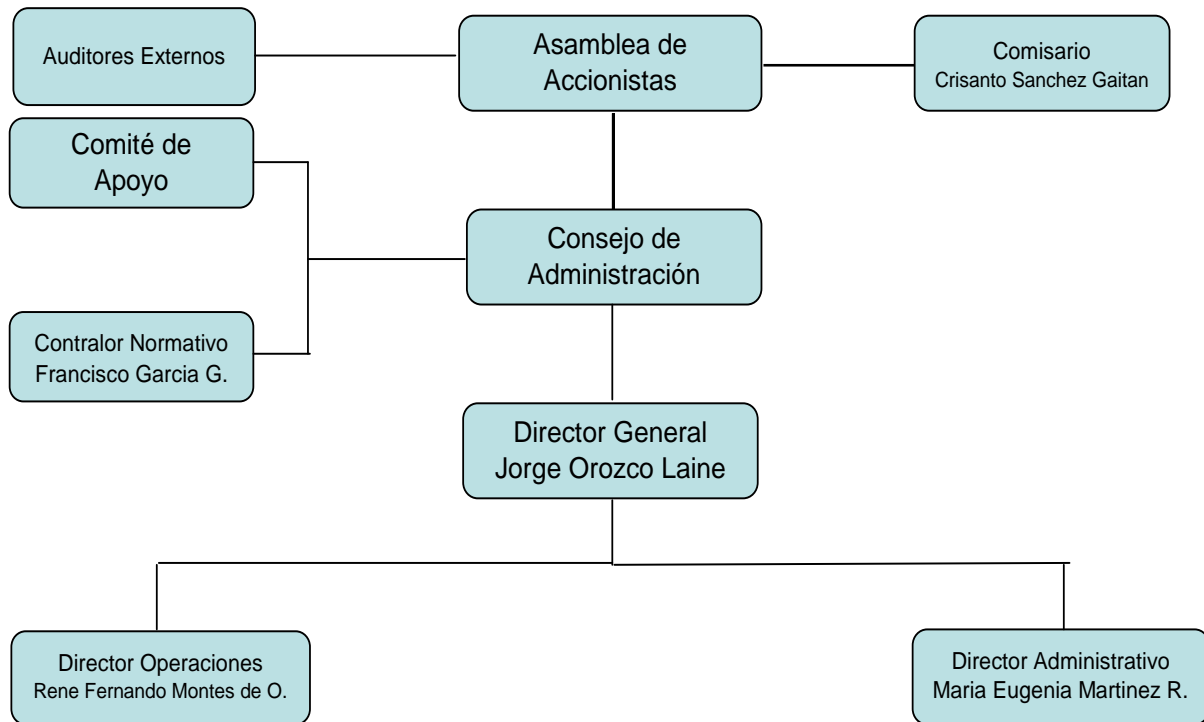 Auditores Externos
Asamblea de
Accionistas
Comisario
Crisanto Sanchez Gaitan
Comité de
Apoyo
Consejo de
Administración
Contralor Normativo
Francisco Garcia G.
Director General
Jorge Orozco Laine
Director Operaciones
Rene Fernando Montes de O.
Director Administrativo
Maria Eugenia Martinez R.